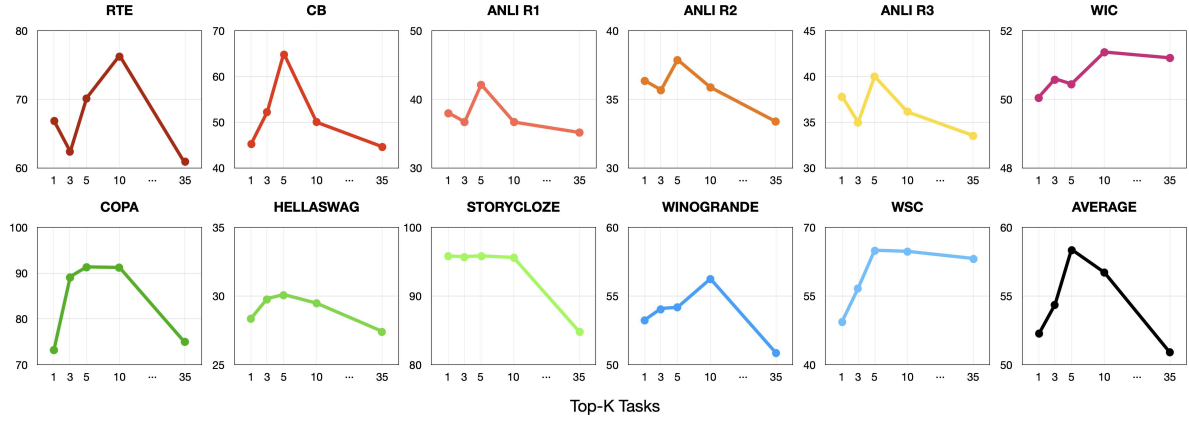 RTE CB ANLI R1 ANLI R2 ANLI R3 WIC
80 70 50 40 45 52
70 60 40 35 40 50
50 35
60 40 30 30 30 48
1 3 5 10 ... 35 1 3 5 10 ... 35 1 3 5 10 ... 35 1 3 5 10 ... 35 1 3 5 10 ... 35 1 3 5 10 ... 35
COPA HELLASWAG STORYCLOZE WINOGRANDE WSC AVERAGE
100 35 100 60 70 60
90 30 90 55 55 55
80
70 25 80 50 40 50
1 3 5 10 ... 35 1 3 5 10 ... 35 1 3 5 10 ... 35 1 3 5 10 ... 35 1 3 5 10 ... 35 1 3 5 10 ... 35
Top-K Tasks